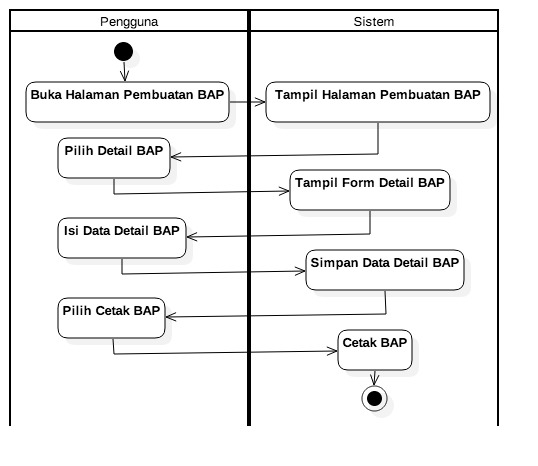 Pengguna
Sistem
Buka Halaman Pembuatan BAP
Tampil Halaman Pembuatan BAP
Pilih Detail BAP
Tampil Form Detail BAP
Isi Data Detail BAP
Simpan Data Detail BAP
Pilih Cetak BAP
Cetak BAP